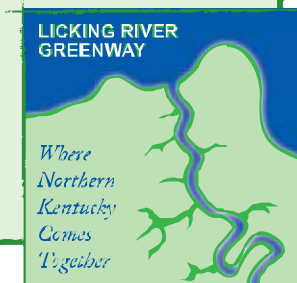 LICKING RIVER
GREENWAY
Where
Northern
Kentucky
Comes
Together